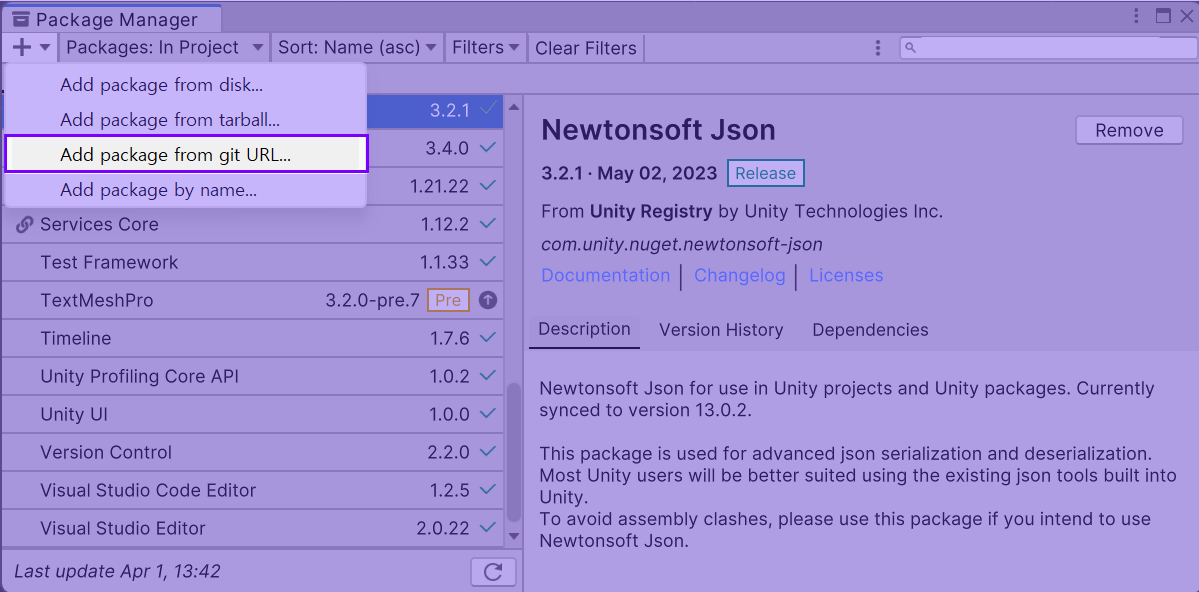 Package Manager
+ Packages: In Project Sort: Name (asc) Filters Clear Filters
Add package from disk...
Add package from tarball...
Add package from git URL...
Add package by name...
3.2.1
3.4.0
1.21.22
Services Core 1.12.2
Test Framework 1.1.33
TextMeshPro 3.2.0-pre.7 Pre
Timeline 1.7.6
Unity Profiling Core API 1.0.2
Unity UI 1.0.0
Version Control 2.2.0
Visual Studio Code Editor 1.2.5
Visual Studio Editor 2.0.22
Last update Apr 1, 13:42
Newtonsoft Json
Remove
3.2.1 · May 02, 2023 Release
From Unity Registry by Unity Technologies Inc.
com.unity.nuget.newtonsoft-json
Documentation | Changelog | Licenses
Description Version History Dependencies
Newtonsoft Json for use in Unity projects and Unity packages. Currently
synced to version 13.0.2.
This package is used for advanced json serialization and deserialization.
Most Unity users will be better suited using the existing json tools built into
Unity.
To avoid assembly clashes, please use this package if you intend to use
Newtonsoft Json.